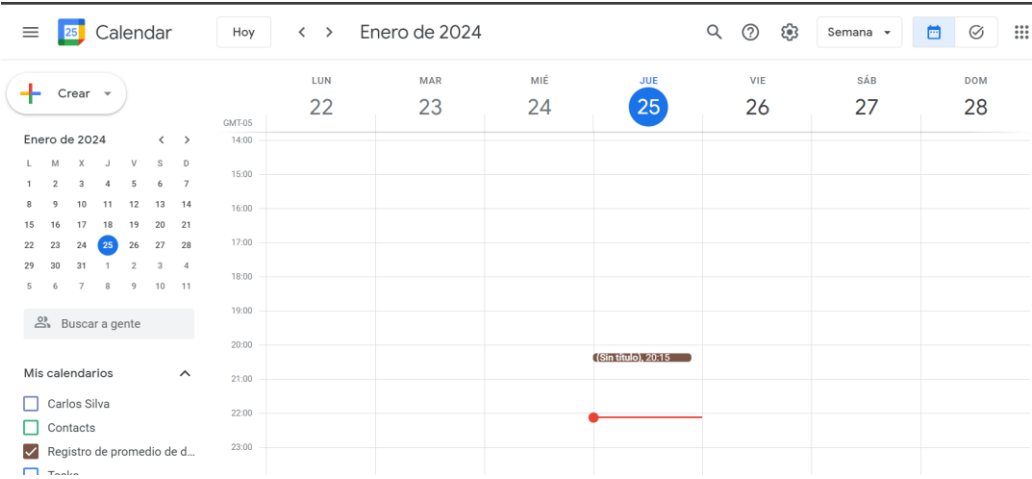 25 Calendar Hoy Enero de 2024 Semana
Crear
Enero de 2024
L M X J V S D
1 2 3 4 5 6 7
8 9 10 11 12 13 14
15 16 17 18 19 20 21
22 23 24 25 26 27 28
29 30 31 1 2 3 4
5 6 7 8 9 10 11
Buscar a gente
Mis calendarios
Carlos Silva
Contacts
Registro de promedio de d...
Tasks
LUN MAR MIÉ JUE VIE SÁB DOM
22 23 24 25 26 27 28
GMT-05
14:00
15:00
16:00
17:00
18:00
19:00
20:00
(Sin título), 20:15
21:00
22:00
23:00